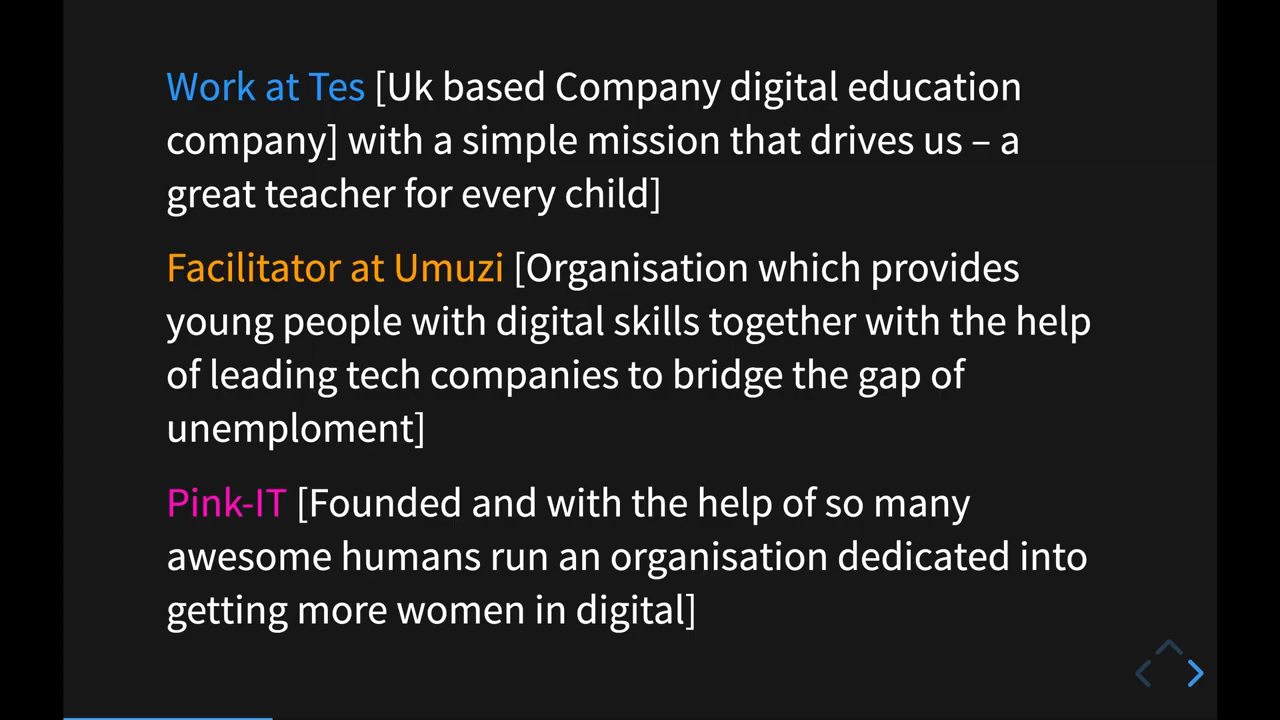 Work at Tes [Uk based Company digital education
company] with a simple mission that drives us – a
great teacher for every child]
Facilitator at Umuzi [Organisation which provides
young people with digital skills together with the help
of leading tech companies to bridge the gap of
unemploment]
Pink-IT [Founded and with the help of so many
awesome humans run an organisation dedicated into
getting more women in digital]